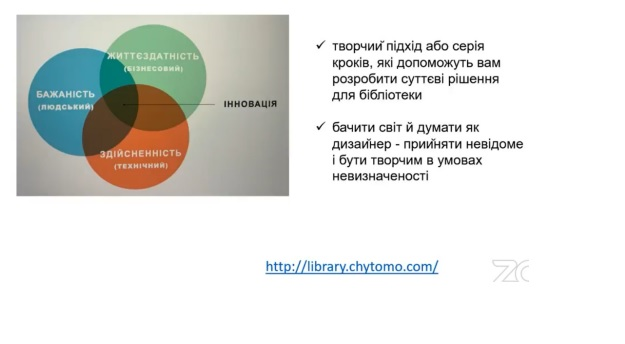 ЖИТТЄЗДАТНІСТЬ
(БІЗНЕСОВИЙ)
БАЖАНІСТЬ
(ЛЮДСЬКИЙ)
ІННОВАЦІЯ
ЗДІЙСНЕННІСТЬ
(ТЕХНІЧНИЙ)
✓ творчий підхід або серія
кроків, які допоможуть вам
розробити суттєві рішення
для бібліотеки
✓ бачити світ й думати як
дизайнер - прийняти невідоме
і бути творчим в умовах
невизначеності
http://library.chytomo.com/